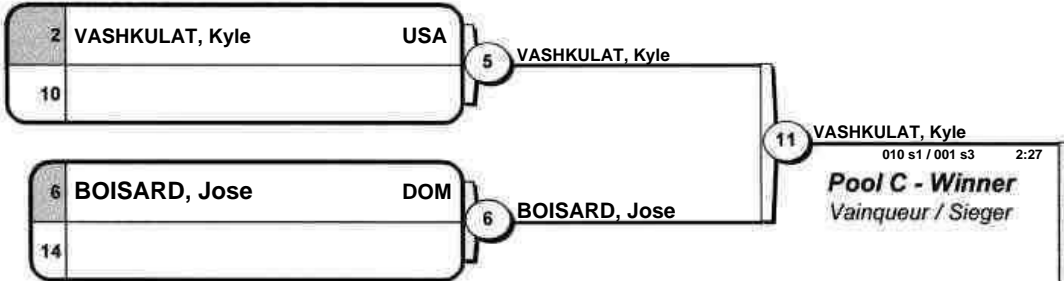 2 VASHKULAT, Kyle USA
10
5 VASHKULAT, Kyle
6 BOISARD, Jose DOM
14
6 BOISARD, Jose
11 VASHKULAT, Kyle
010 s1 / 001 s3 2:27
Pool C - Winner
Vainqueur / Sieger